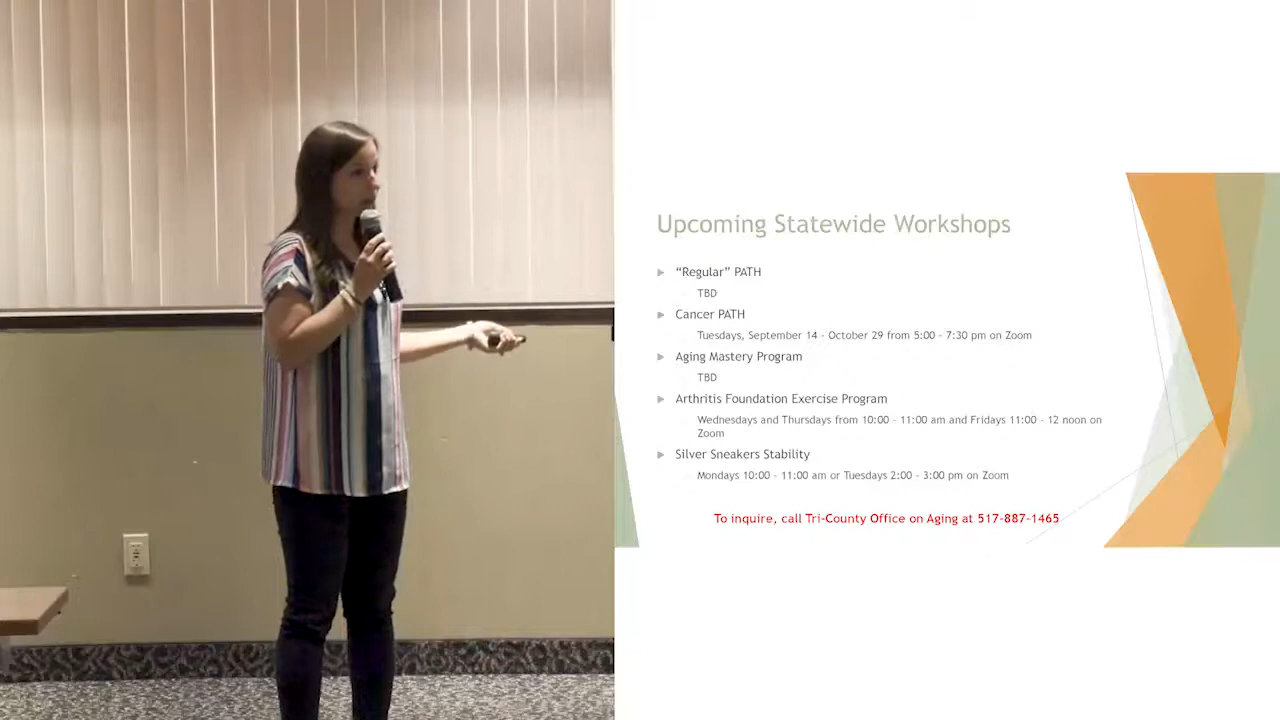 Upcoming Statewide Workshops
“Regular” PATH
TBD
Cancer PATH
Tuesdays, September 14 - October 29 from 5:00 – 7:30 pm on Zoom
Aging Mastery Program
TBD
Arthritis Foundation Exercise Program
Wednesdays and Thursdays from 10:00 – 11:00 am and Fridays 11:00 – 12 noon on
Zoom
Silver Sneakers Stability
Mondays 10:00 – 11:00 am or Tuesdays 2:00 – 3:00 pm on Zoom
To inquire, call Tri-County Office on Aging at 517-887-1465